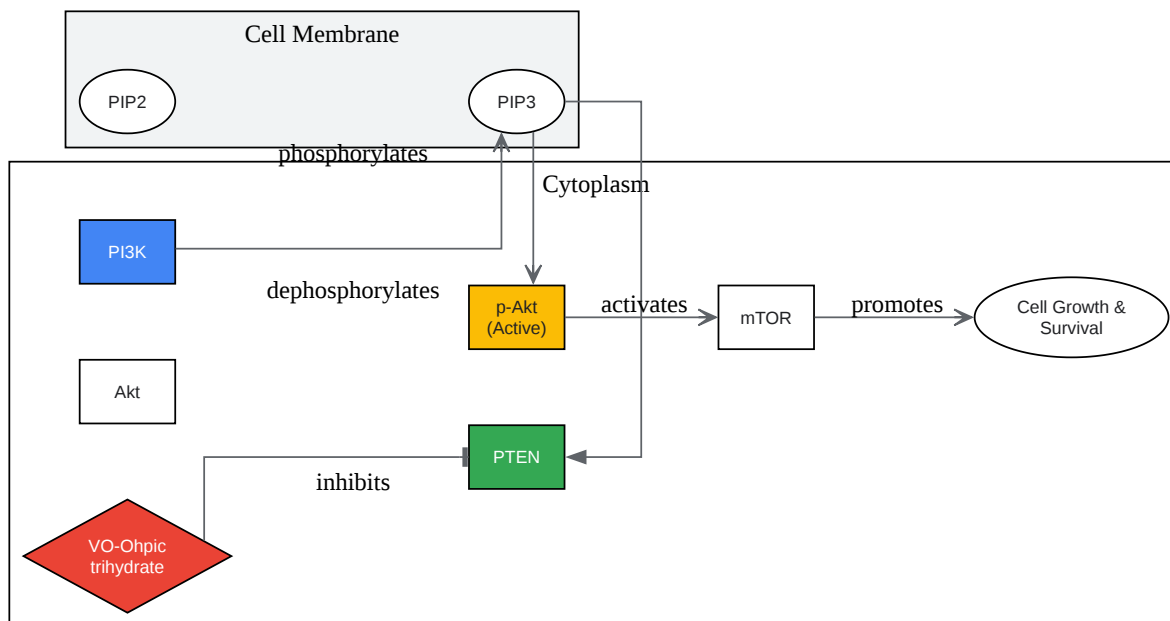 Cell Membrane
PIP2
PIP3
phosphorylates
Cytoplasm
PI3K
dephosphorylates
p-Akt
(Active)
activates
mTOR
promotes
Cell Growth &
Survival
Akt
PTEN
inhibits
VO-Ohpic
trihydrate